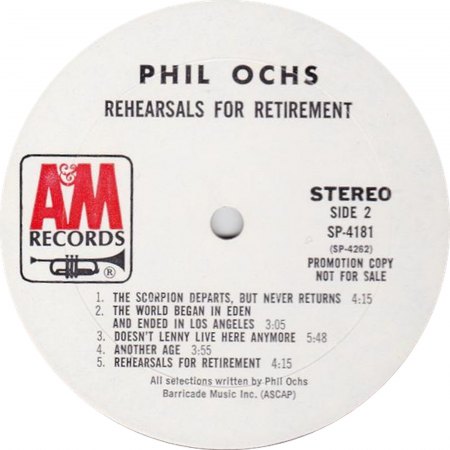 PHIL OCHS
REHEARSALS FOR RETIREMENT
A&M
RECORDS
®
STEREO
SIDE 2
SP-4181
(SP-4262)
PROMOTION COPY
NOT FOR SALE
1. THE SCORPION DEPARTS, BUT NEVER RETURNS 4:15
2. THE WORLD BEGAN IN EDEN
AND ENDED IN LOS ANGELES 3:05
3. DOESN'T LENNY LIVE HERE ANYMORE 5:48
4. ANOTHER AGE 3:55
5. REHEARSALS FOR RETIREMENT 4:15
All selections written by Phil Ochs
Barricade Music Inc. (ASCAP)